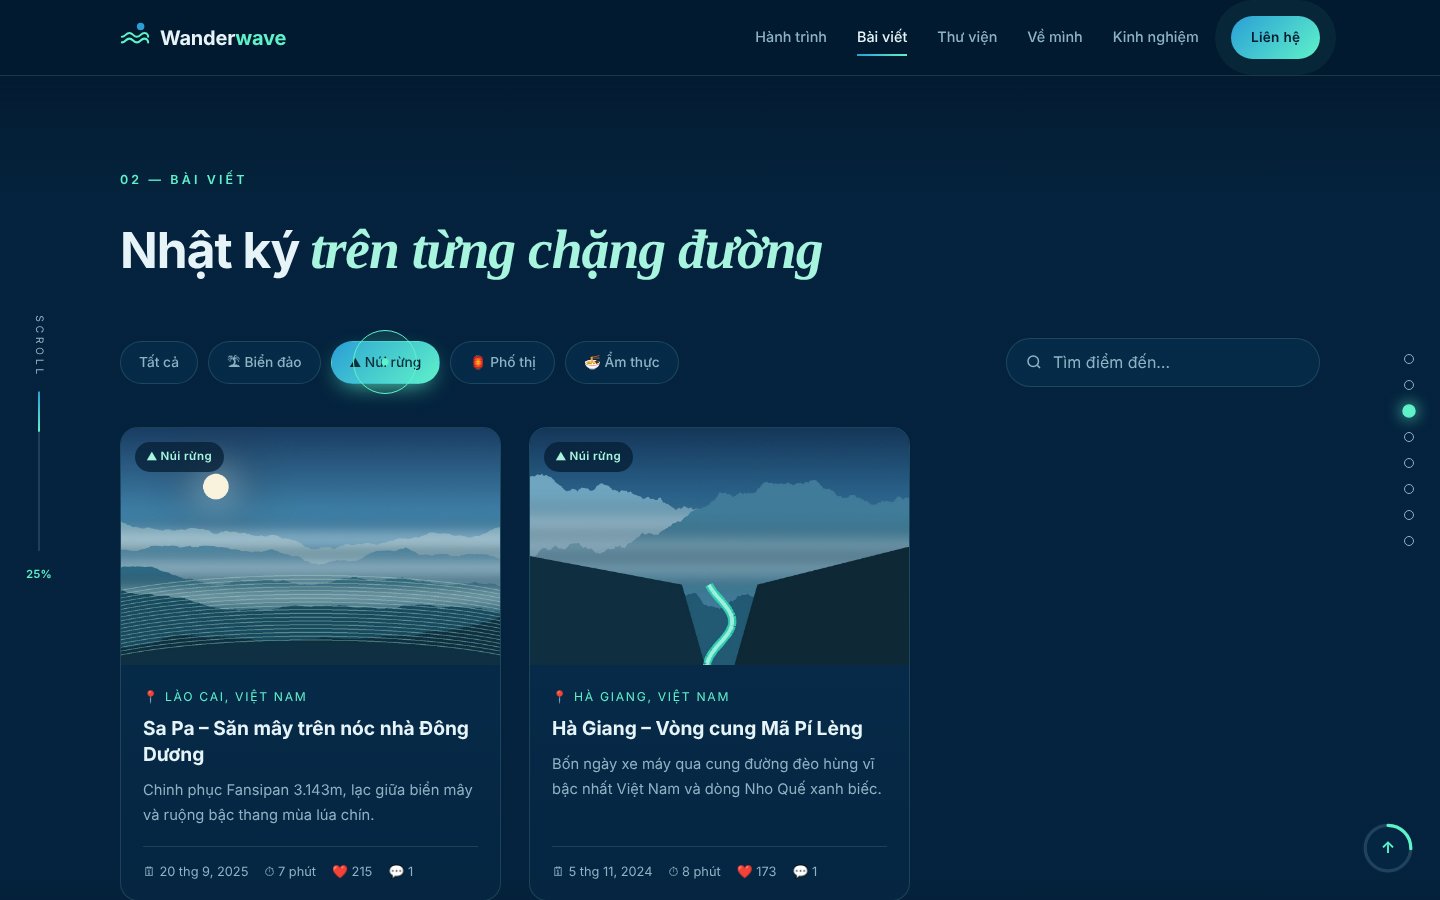 Wanderwave
Hành trình
Bài viết
Thư viện
Về mình
Kinh nghiệm
Liên hệ
02 — BÀI VIẾT
Nhật ký trên từng chặng đường
SCROLL
25%
Tất cả
🏝 Biển đảo
▲ Núi rừng
🏮 Phố thị
🍜 Ẩm thực
Tìm điểm đến...
▲ Núi rừng
📍 LÀO CAI, VIỆT NAM
Sa Pa – Săn mây trên nóc nhà Đông
Dương
Chinh phục Fansipan 3.143m, lạc giữa biển mây
và ruộng bậc thang mùa lúa chín.
🗓 20 thg 9, 2025 ⏱ 7 phút ❤️ 215 💬 1
▲ Núi rừng
📍 HÀ GIANG, VIỆT NAM
Hà Giang – Vòng cung Mã Pí Lèng
Bốn ngày xe máy qua cung đường đèo hùng vĩ
bậc nhất Việt Nam và dòng Nho Quế xanh biếc.
🗓 5 thg 11, 2024 ⏱ 8 phút ❤️ 173 💬 1